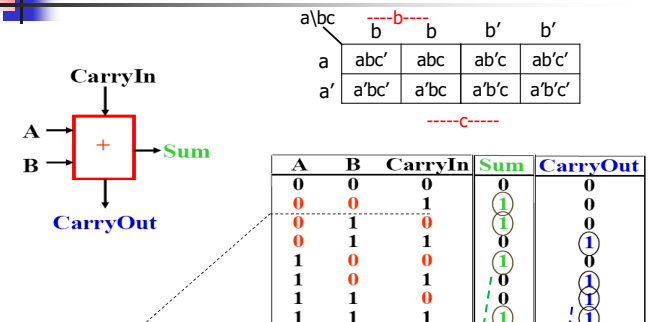 a\bc
----b----
b b b′ b′
a abc′ abc ab′c ab′c′
a′ a′bc′ a′bc a′b′c a′b′c′
-----c-----
CarryIn
A
+
Sum
B
CarryOut
A B CarryIn Sum CarryOut
0 0 0 0 0
0 0 1 1 0
0 1 0 1 0
0 1 1 0 1
1 0 0 1 0
1 0 1 0 1
1 1 0 0 1
1 1 1 1 1